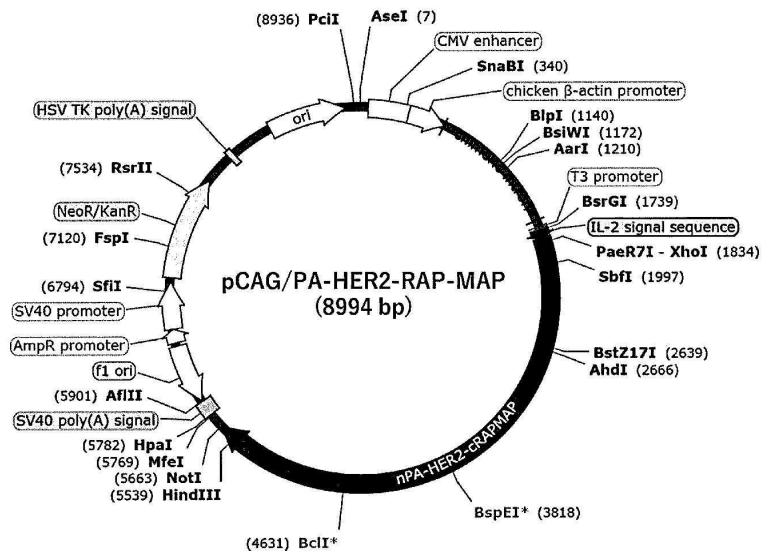 (8936) PciI
AseI (7)
CMV enhancer
SnaBI (340)
chicken β-actin promoter
BlpI (1140)
BsiWI (1172)
AarI (1210)
T3 promoter
BsrGI (1739)
IL-2 signal sequence
PaeR7I - XhoI (1834)
SbfI (1997)
BstZ17I (2639)
AhdI (2666)
nPA-HER2-cRAPMAP
BspEI* (3818)
(4631) BclI*
(5539) HindIII
(5663) NotI
(5769) MfeI
(5782) HpaI
SV40 poly(A) signal
(5901) AflII
f1 ori
AmpR promoter
SV40 promoter
(6794) SfiI
(7120) FspI
NeoR/KanR
(7534) RsrII
HSV TK poly(A) signal
ori
pCAG/PA-HER2-RAP-MAP
(8994 bp)